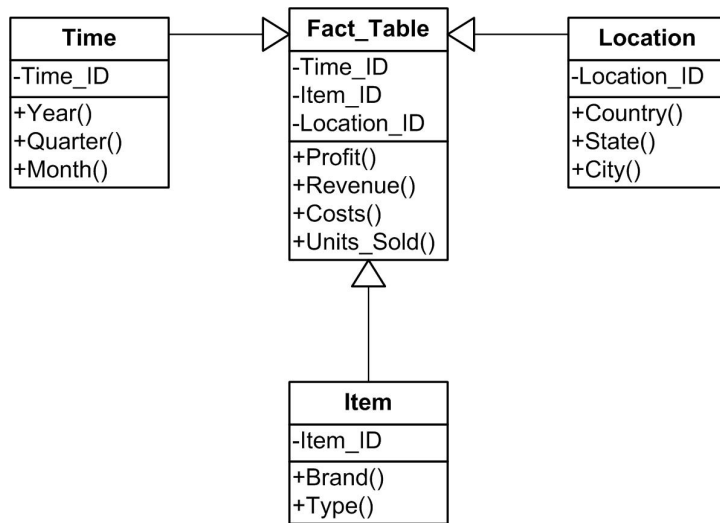 Time
-Time_ID
+Year()
+Quarter()
+Month()
Fact_Table
-Time_ID
-Item_ID
-Location_ID
+Profit()
+Revenue()
+Costs()
+Units_Sold()
Location
-Location_ID
+Country()
+State()
+City()
Item
-Item_ID
+Brand()
+Type()